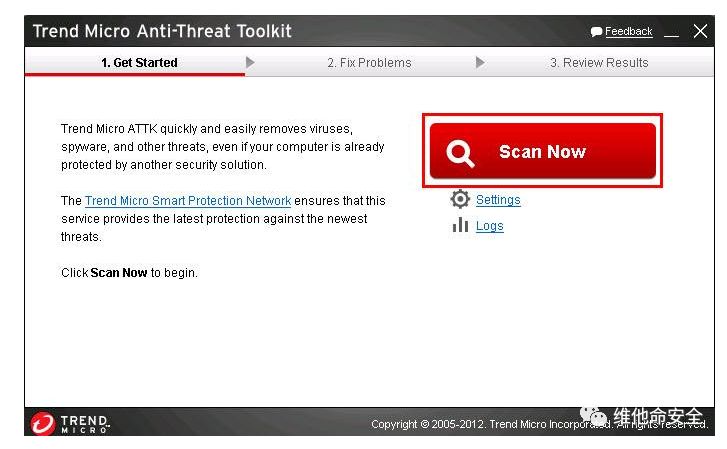 Trend Micro Anti-Threat Toolkit
Feedback
1. Get Started
2. Fix Problems
3. Review Results
Trend Micro ATTK quickly and easily removes viruses,
spyware, and other threats, even if your computer is already
protected by another security solution.
The Trend Micro Smart Protection Network ensures that this
service provides the latest protection against the newest
threats.
Click Scan Now to begin.
Scan Now
Settings
Logs
TREND
MICRO
Copyright © 2005-2012. Trend Micro Incorporated. All rights reserved.
维他命安全